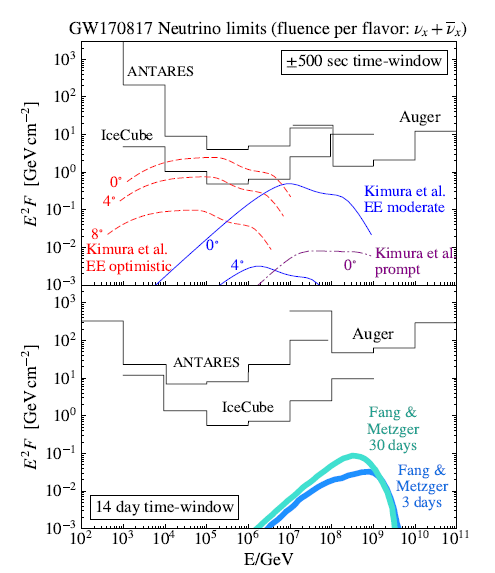 GW170817 Neutrino limits (fluence per flavor: νₓ + ν̅ₓ)
±500 sec time-window
ANTARES
Auger
IceCube
0°
4°
8°
Kimura et al.
EE optimistic
Kimura et al.
EE moderate
0°
4°
Kimura et al.
prompt
0°
E²F [GeV cm⁻²]
10³
10²
10¹
10⁰
10⁻¹
10⁻²
10⁻³
ANTARES
Auger
IceCube
Fang &
Metzger
30 days
Fang &
Metzger
3 days
14 day time-window
E²F [GeV cm⁻²]
10³
10²
10¹
10⁰
10⁻¹
10⁻²
10⁻³
10² 10³ 10⁴ 10⁵ 10⁶ 10⁷ 10⁸ 10⁹ 10¹⁰ 10¹¹
E/GeV